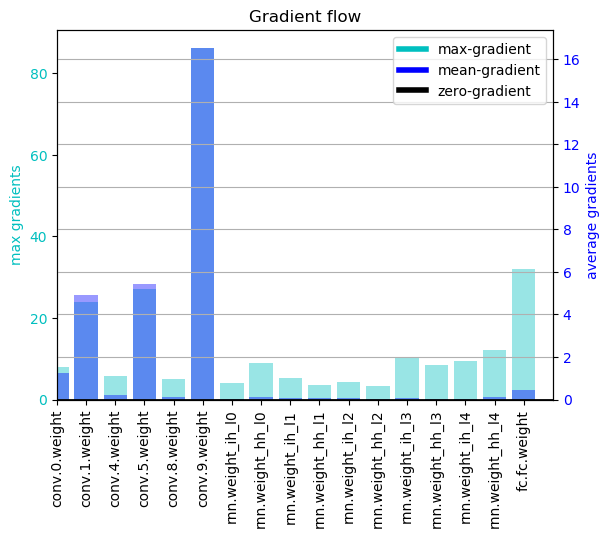 Gradient flow
max-gradient
mean-gradient
zero-gradient
80
60
40
20
0
max gradients
16
14
12
10
8
6
4
2
0
average gradients
conv.0.weight
conv.1.weight
conv.4.weight
conv.5.weight
conv.8.weight
conv.9.weight
rnn.weight_ih_l0
rnn.weight_hh_l0
rnn.weight_ih_l1
rnn.weight_hh_l1
rnn.weight_ih_l2
rnn.weight_hh_l2
rnn.weight_ih_l3
rnn.weight_hh_l3
rnn.weight_ih_l4
rnn.weight_hh_l4
fc.fc.weight